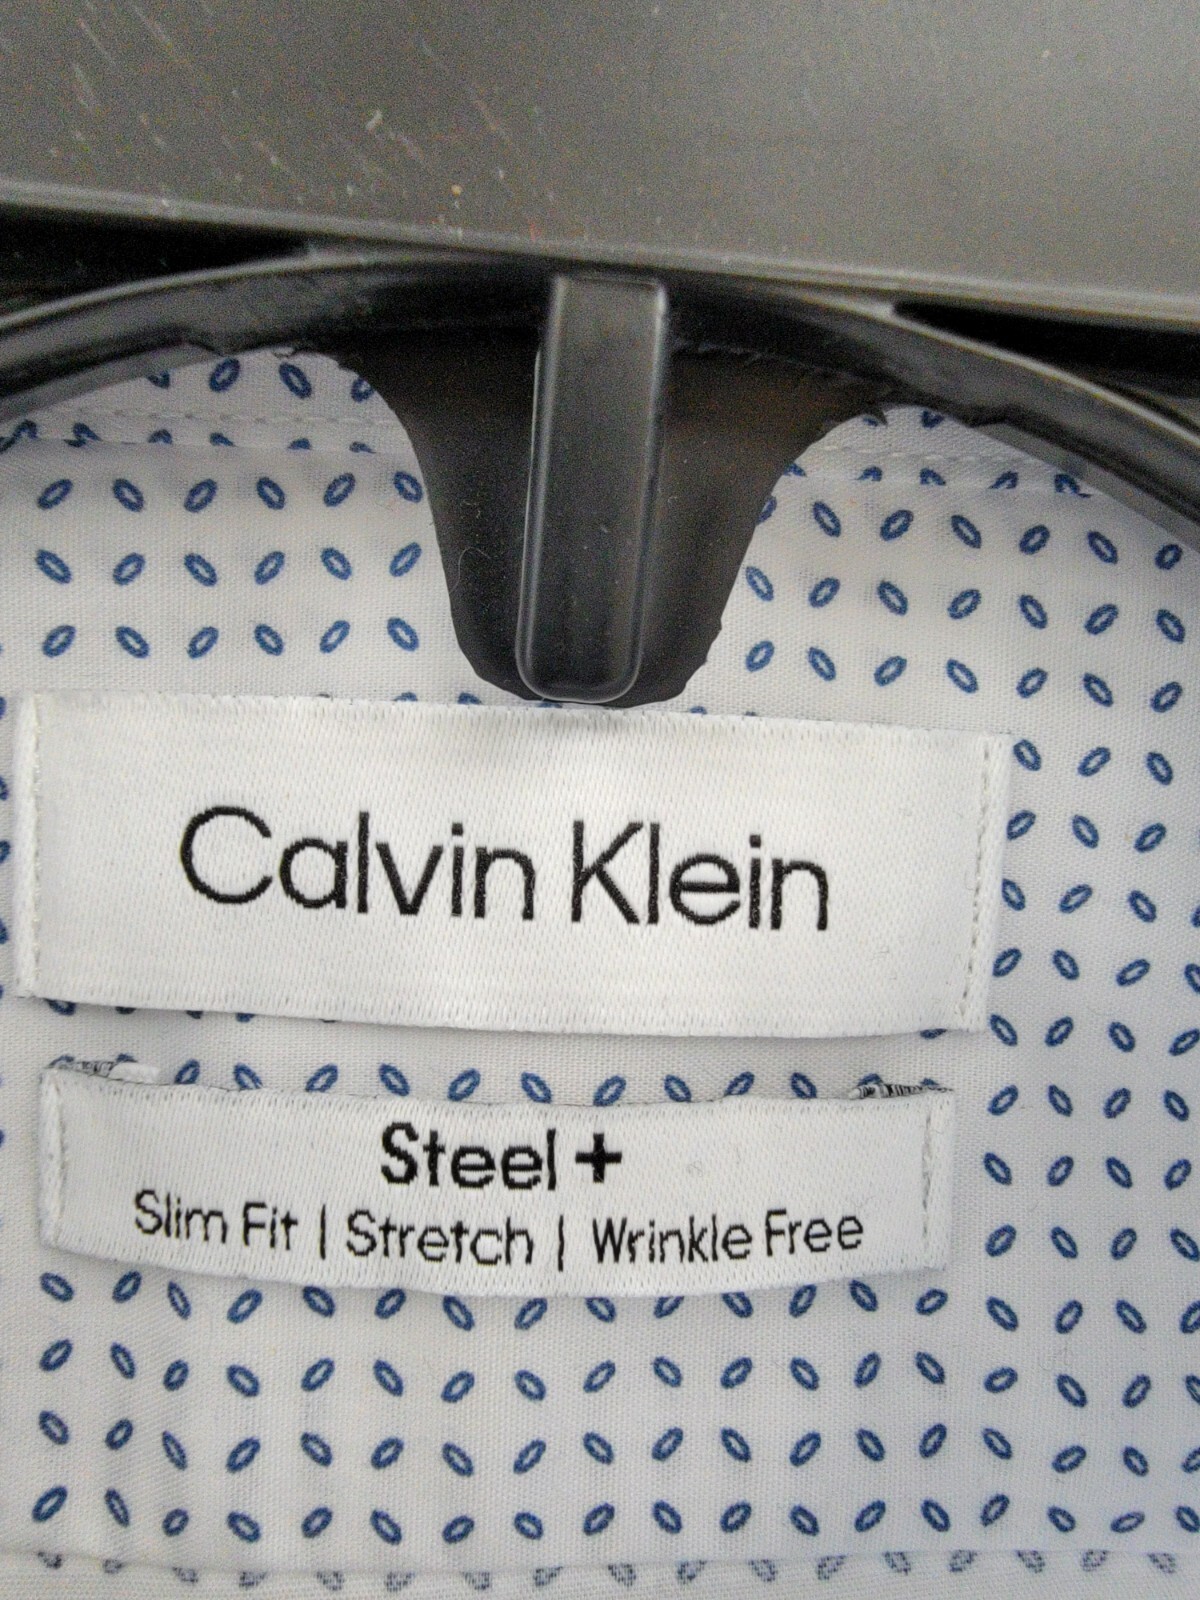 Calvin Klein
Steel +
Slim Fit | Stretch | Wrinkle Free